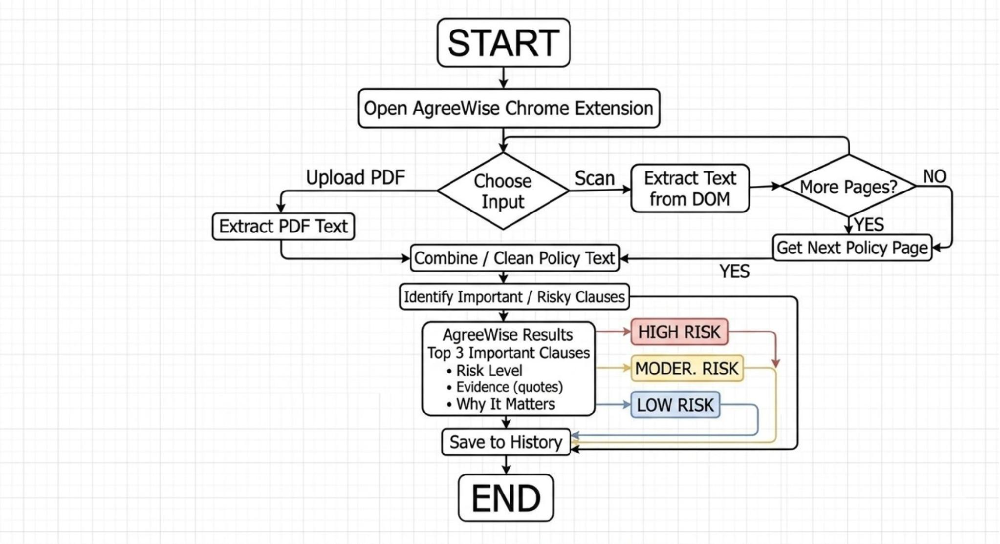 START
Open AgreeWise Chrome Extension
Upload PDF
Choose
Input
Scan
Extract Text
from DOM
More Pages?
NO
YES
Extract PDF Text
Get Next Policy Page
Combine / Clean Policy Text
YES
Identify Important / Risky Clauses
AgreeWise Results
Top 3 Important Clauses
• Risk Level
• Evidence (quotes)
• Why It Matters
HIGH RISK
MODER. RISK
LOW RISK
Save to History
END